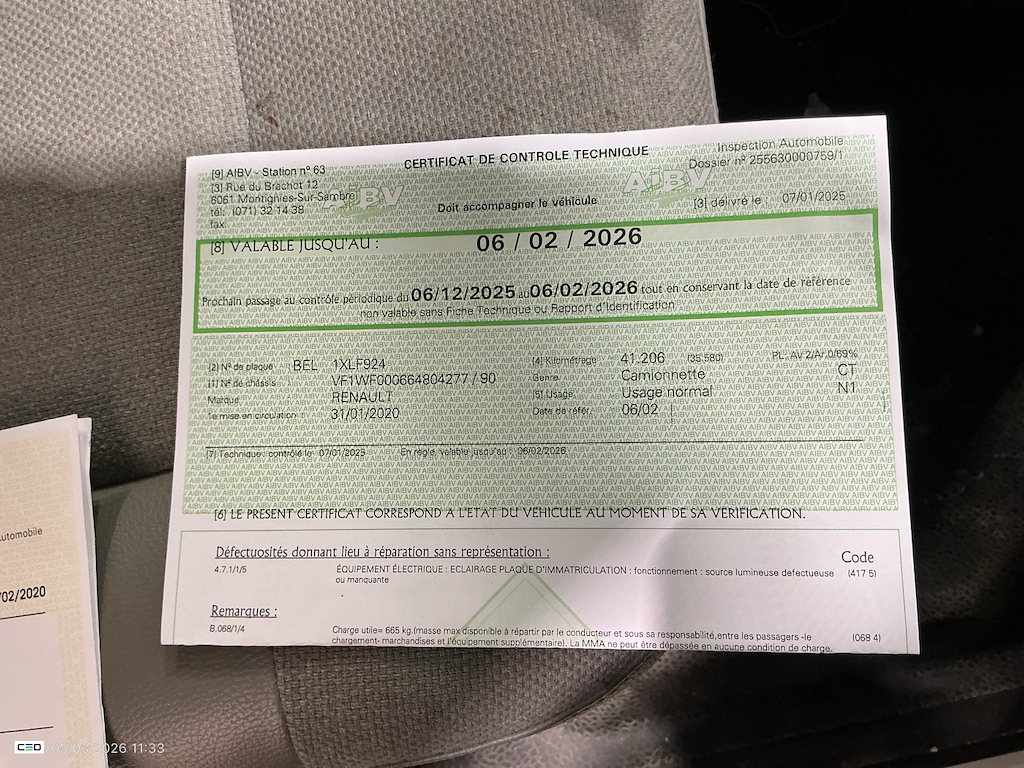 CERTIFICAT DE CONTROLE TECHNIQUE
Inspection Automobile
Dossier n° 255630000759/1
[9] AIBV - Station n° 63
[3] Rue du Brachot 12
6061 Montignies-Sur-Sambre
tél: (071) 32 14 38
fax:
AiBV
AiBV
Doit accompagner le véhicule
[3] délivré le : 07/01/2025
[8] VALABLE JUSQU'AU : 06 / 02 / 2026
Prochain passage au contrôle périodique du 06/12/2025 au 06/02/2026 tout en conservant la date de référence
non valable sans Fiche Technique ou Rapport d'Identification
[2] N° de plaque BEL 1XLF924
[4] Kilométrage 41.206 (35.580) PL: Av 2/Ar.0/69%
[1] N° de châssis VF1WF000664804277 / 90
Genre Camionnette CT
Marque RENAULT
[5] Usage: Usage normal N1
1e mise en circulation : 31/01/2020
Date de référ. 06/02
[7] Technique : contrôlé le 07/01/2025 En règle, valable jusqu'au : 06/02/2026
[6] LE PRESENT CERTIFICAT CORRESPOND A L'ETAT DU VEHICULE AU MOMENT DE SA VERIFICATION.
Défectuosités donnant lieu à réparation sans représentation : Code
4.7.1/1/5 ÉQUIPEMENT ÉLECTRIQUE : ECLAIRAGE PLAQUE D'IMMATRICULATION : fonctionnement : source lumineuse defectueuse (417 5)
ou manquante
Remarques :
B.068/1/4 Charge utile= 665 kg.(masse max disponible à répartir par le conducteur et sous sa responsabilité,entre les passagers -le (068 4)
chargement- marchandises et l'équipement supplémentaire). La MMA ne peut être dépassée en aucune condition de charge.
utomobile
/02/2020
2026 11:33